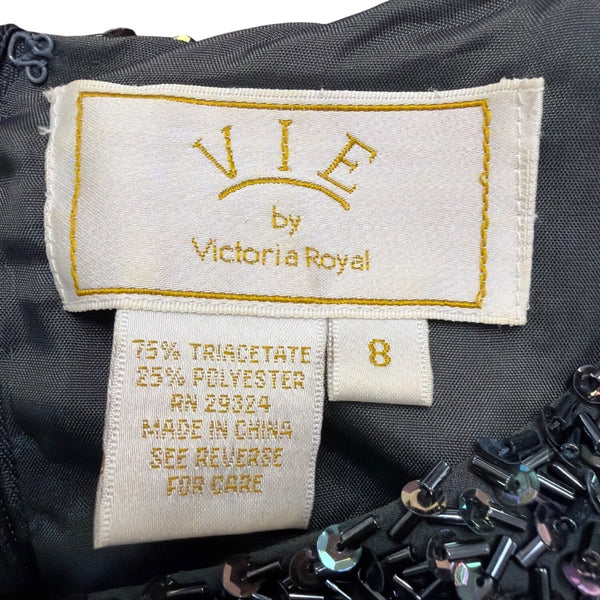 VIE
by
Victoria Royal
8
75% TRIACETATE
25% POLYESTER
RN 29324
MADE IN CHINA
SEE REVERSE
FOR CARE